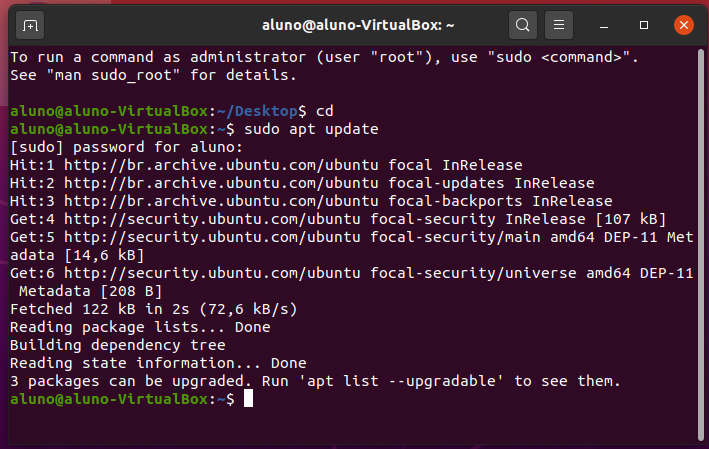 aluno@aluno-VirtualBox: ~
To run a command as administrator (user "root"), use "sudo <command>".
See "man sudo_root" for details.
aluno@aluno-VirtualBox:~/Desktop$ cd
aluno@aluno-VirtualBox:~$ sudo apt update
[sudo] password for aluno:
Hit:1 http://br.archive.ubuntu.com/ubuntu focal InRelease
Hit:2 http://br.archive.ubuntu.com/ubuntu focal-updates InRelease
Hit:3 http://br.archive.ubuntu.com/ubuntu focal-backports InRelease
Get:4 http://security.ubuntu.com/ubuntu focal-security InRelease [107 kB]
Get:5 http://security.ubuntu.com/ubuntu focal-security/main amd64 DEP-11 Met
adata [14,6 kB]
Get:6 http://security.ubuntu.com/ubuntu focal-security/universe amd64 DEP-11
 Metadata [208 B]
Fetched 122 kB in 2s (72,6 kB/s)
Reading package lists... Done
Building dependency tree
Reading state information... Done
3 packages can be upgraded. Run 'apt list --upgradable' to see them.
aluno@aluno-VirtualBox:~$